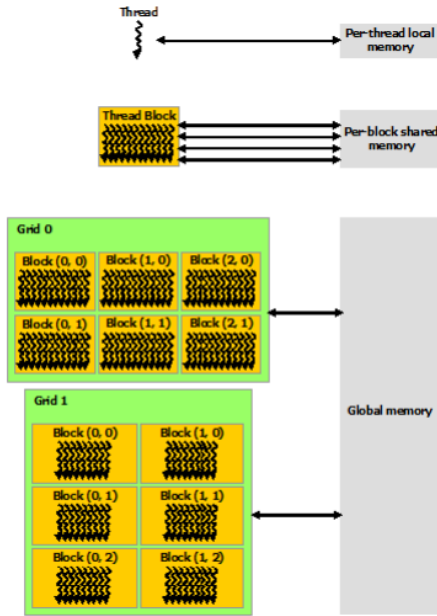 Thread
Per-thread local
memory
Thread Block
Per-block shared
memory
Grid 0
Block (0, 0) Block (1, 0) Block (2, 0)
Block (0, 1) Block (1, 1) Block (2, 1)
Global memory
Grid 1
Block (0, 0) Block (1, 0)
Block (0, 1) Block (1, 1)
Block (0, 2) Block (1, 2)